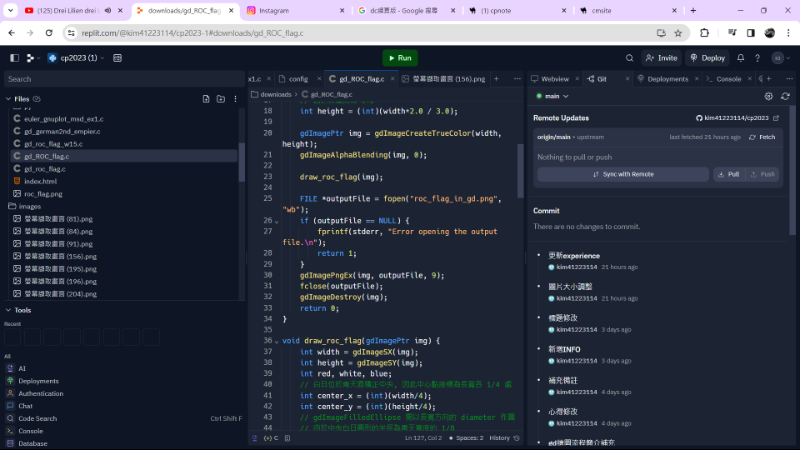 (125) Drei Lilien drei
downloads/gd_ROC_flag.c
Instagram
dc續賣版 - Google 搜尋
(1) cpnote
cmsite
replit.com/@kim41223114/cp2023-1#downloads/gd_ROC_flag.c
cp2023 (1)
Run
Invite
Deploy
Search
Files
euler_gnuplot_msd_ex1.c
gd_german2nd_empier.c
gd_roc_flag_w15.c
gd_ROC_flag.c
gd_roc_flag.c
index.html
roc_flag.png
images
螢幕擷取畫面 (81).png
螢幕擷取畫面 (84).png
螢幕擷取畫面 (91).png
螢幕擷取畫面 (156).png
螢幕擷取畫面 (195).png
螢幕擷取畫面 (196).png
螢幕擷取畫面 (204).png
Tools
Recent
All
AI
Deployments
Authentication
Chat
Code Search
Ctrl Shift F
Console
Database
x1.c
config
gd_ROC_flag.c
螢幕擷取畫面 (156).png
downloads > gd_ROC_flag.c
18 int height = (int)(width*2.0 / 3.0);
19
20 gdImagePtr img = gdImageCreateTrueColor(width,
height);
21 gdImageAlphaBlending(img, 0);
22
23 draw_roc_flag(img);
24
25 FILE *outputFile = fopen("roc_flag_in_gd.png",
"wb");
26 if (outputFile == NULL) {
27 fprintf(stderr, "Error opening the output
file.\n");
28 return 1;
29 }
30 gdImagePngEx(img, outputFile, 9);
31 fclose(outputFile);
32 gdImageDestroy(img);
33 return 0;
34 }
35
36 void draw_roc_flag(gdImagePtr img) {
37 int width = gdImageSX(img);
38 int height = gdImageSY(img);
39 int red, white, blue;
40 // 白日位於青天面積正中央, 因此中心點座標為長寬各 1/4 處
41 int center_x = (int)(width/4);
42 int center_y = (int)(height/4);
43 // gdImageFilledEllipse 需以長寬方向的 diameter 作圖
44 // 由於中央白日圓形的半徑為青天寬度的 1/8
C
Ln 127, Col 2
Spaces: 2
History
Webview
Git
Deployments
Console
main
Remote Updates
kim41223114/cp2023
origin/main • upstream
last fetched 21 hours ago
Fetch
Nothing to pull or push
Sync with Remote
Pull
Push
Commit
There are no changes to commit.
更新experience
kim41223114 21 hours ago
圖片大小調整
kim41223114 21 hours ago
標題修改
kim41223114 3 days ago
新增INFO
kim41223114 3 days ago
補充備註
kim41223114 4 days ago
心得修改
kim41223114 4 days ago